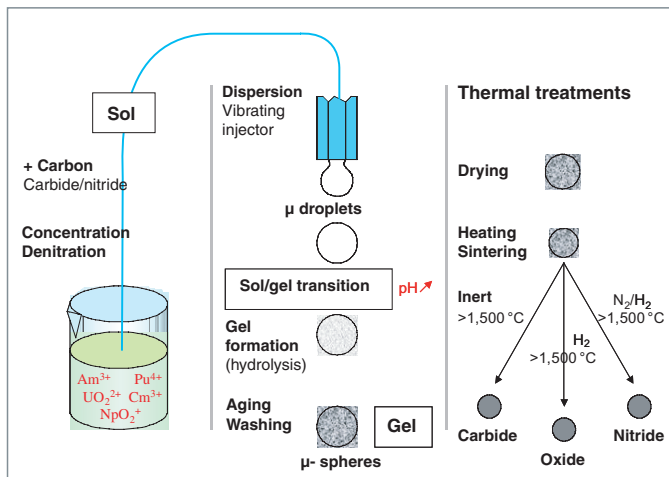 Sol
+ Carbon
Carbide/nitride
Concentration
Denitration
Am³⁺ Pu⁴⁺
UO₂²⁺ Cm³⁺
NpO₂⁺
Dispersion
Vibrating
injector
µ droplets
Sol/gel transition
pH ↗
Gel
formation
(hydrolysis)
Aging
Washing
Gel
µ- spheres
Thermal treatments
Drying
Heating
Sintering
Inert
>1,500 °C
H₂
>1,500 °C
N₂/H₂
>1,500 °C
Carbide
Oxide
Nitride